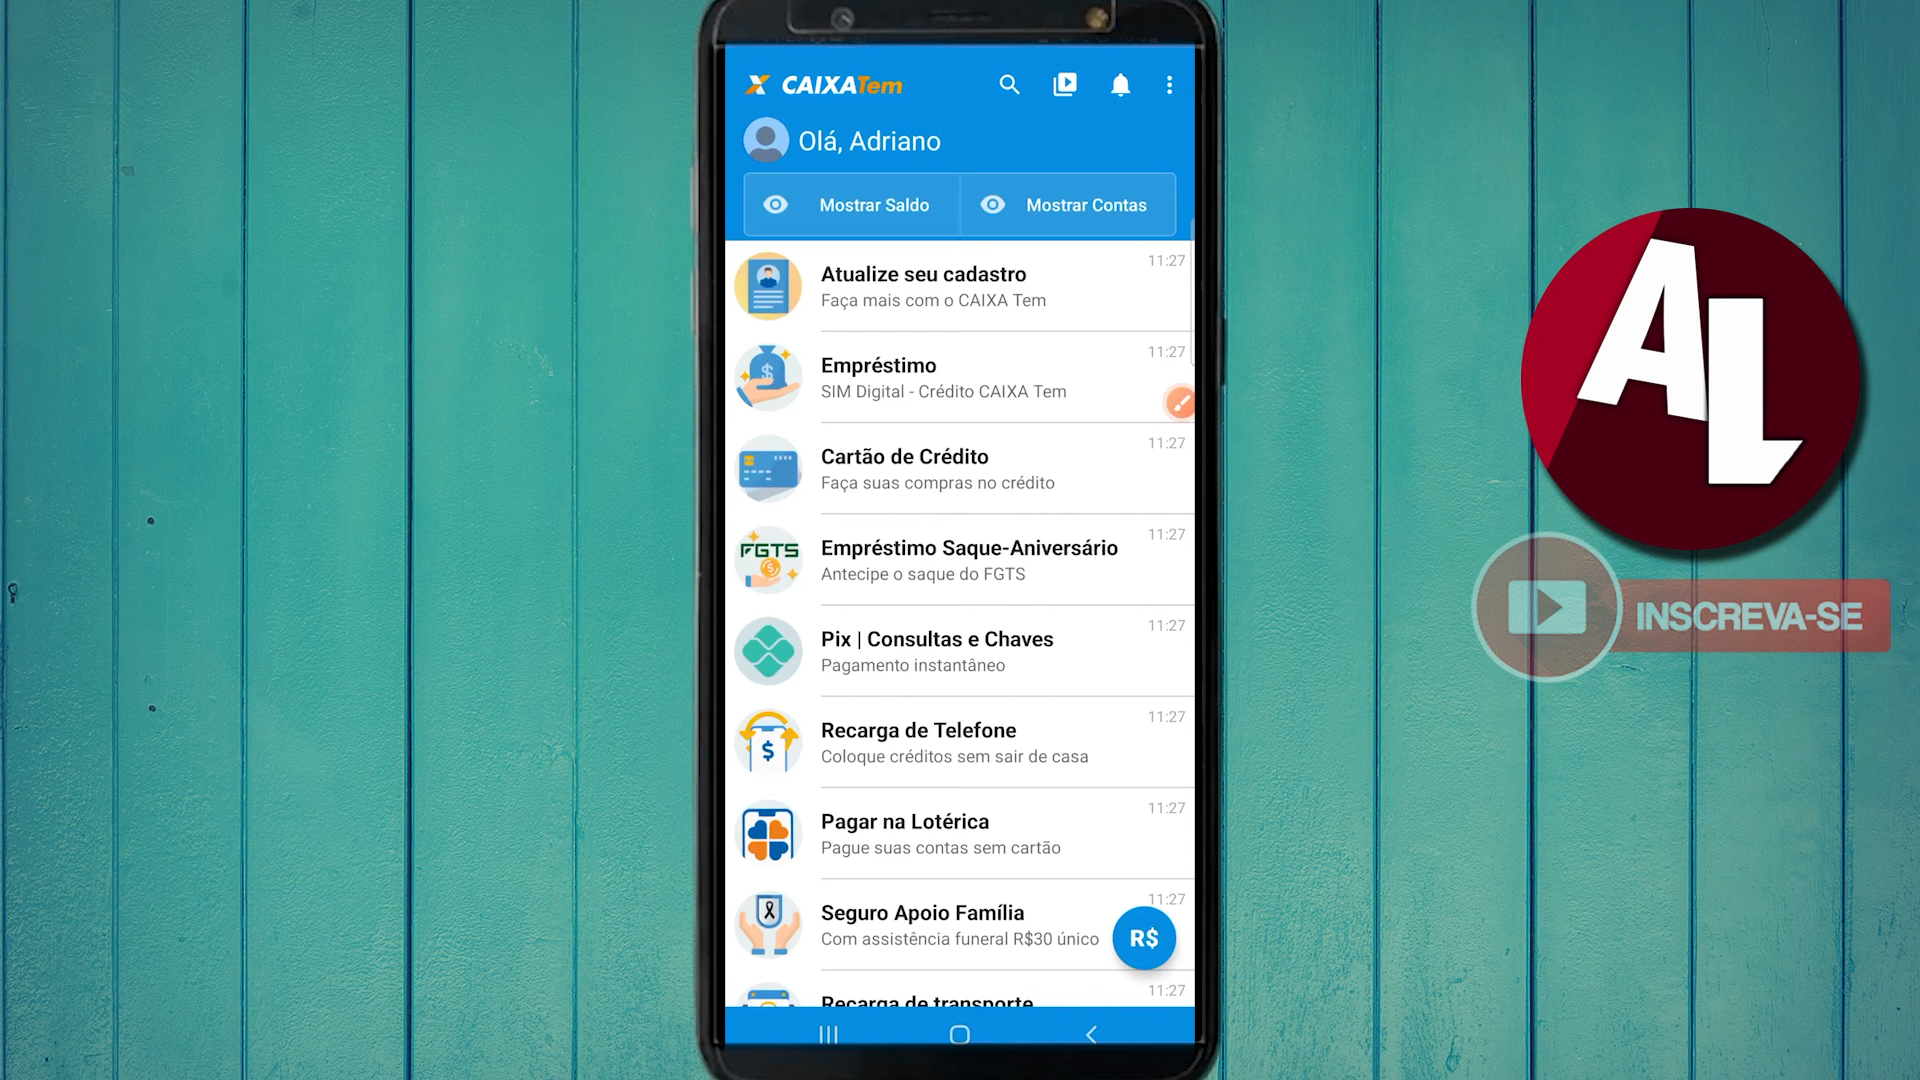 CAIXATem
Olá, Adriano
Mostrar Saldo
Mostrar Contas
Atualize seu cadastro
11:27
Faça mais com o CAIXA Tem
Empréstimo
11:27
SIM Digital - Crédito CAIXA Tem
Cartão de Crédito
11:27
Faça suas compras no crédito
FGTS
Empréstimo Saque-Aniversário
11:27
Antecipe o saque do FGTS
Pix | Consultas e Chaves
11:27
Pagamento instantâneo
Recarga de Telefone
11:27
Coloque créditos sem sair de casa
Pagar na Lotérica
11:27
Pague suas contas sem cartão
Seguro Apoio Família
11:27
Com assistência funeral R$30 único
R$
Recarga de transporte
11:27
AL
INSCREVA-SE